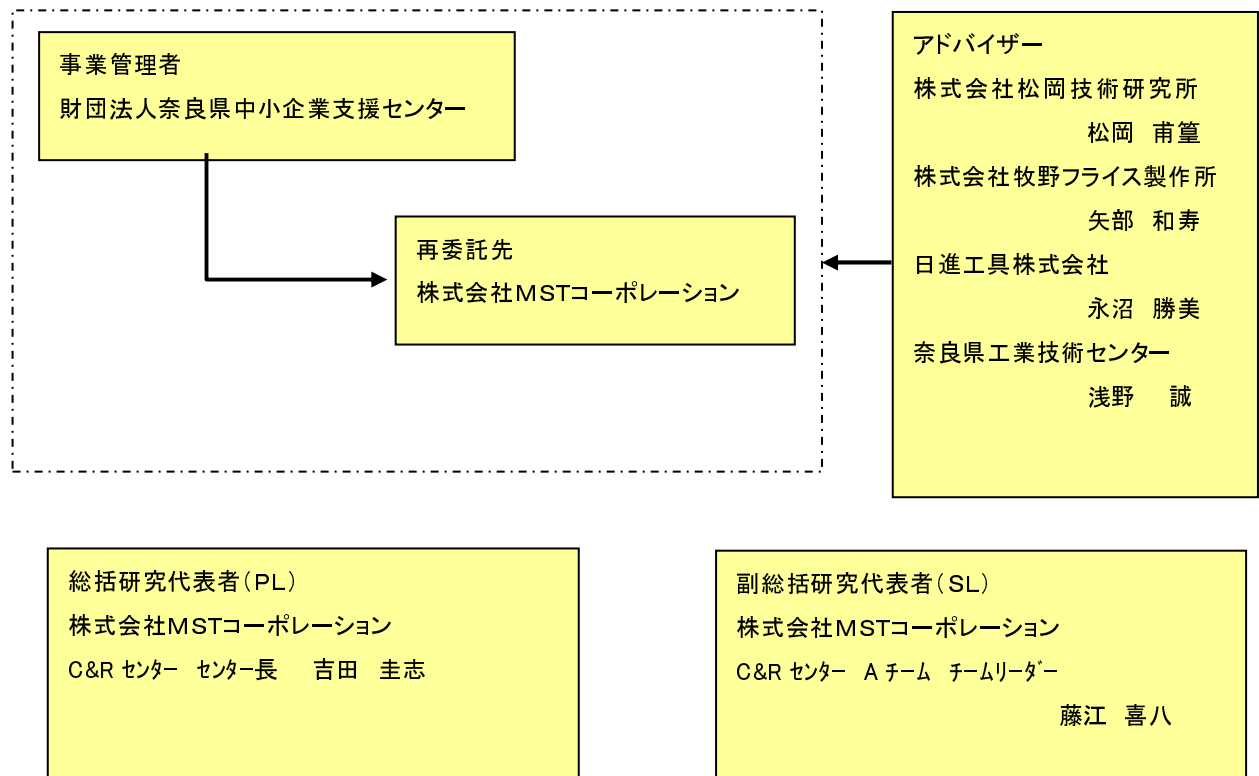 事業管理者
財団法人奈良県中小企業支援センター
再委託先
株式会社MSTコーポレーション
アドバイザー
株式会社松岡技術研究所
松岡　甫篁
株式会社牧野フライス製作所
矢部　和寿
日進工具株式会社
永沼　勝美
奈良県工業技術センター
浅野　　誠
総括研究代表者(PL)
株式会社MSTコーポレーション
C&R ｾﾝﾀｰ　ｾﾝﾀｰ長　　吉田　圭志
副総括研究代表者(SL)
株式会社MSTコーポレーション
C&R ｾﾝﾀｰ　A ﾁｰﾑ　ﾁｰﾑﾘｰﾀﾞｰ
藤江　喜八